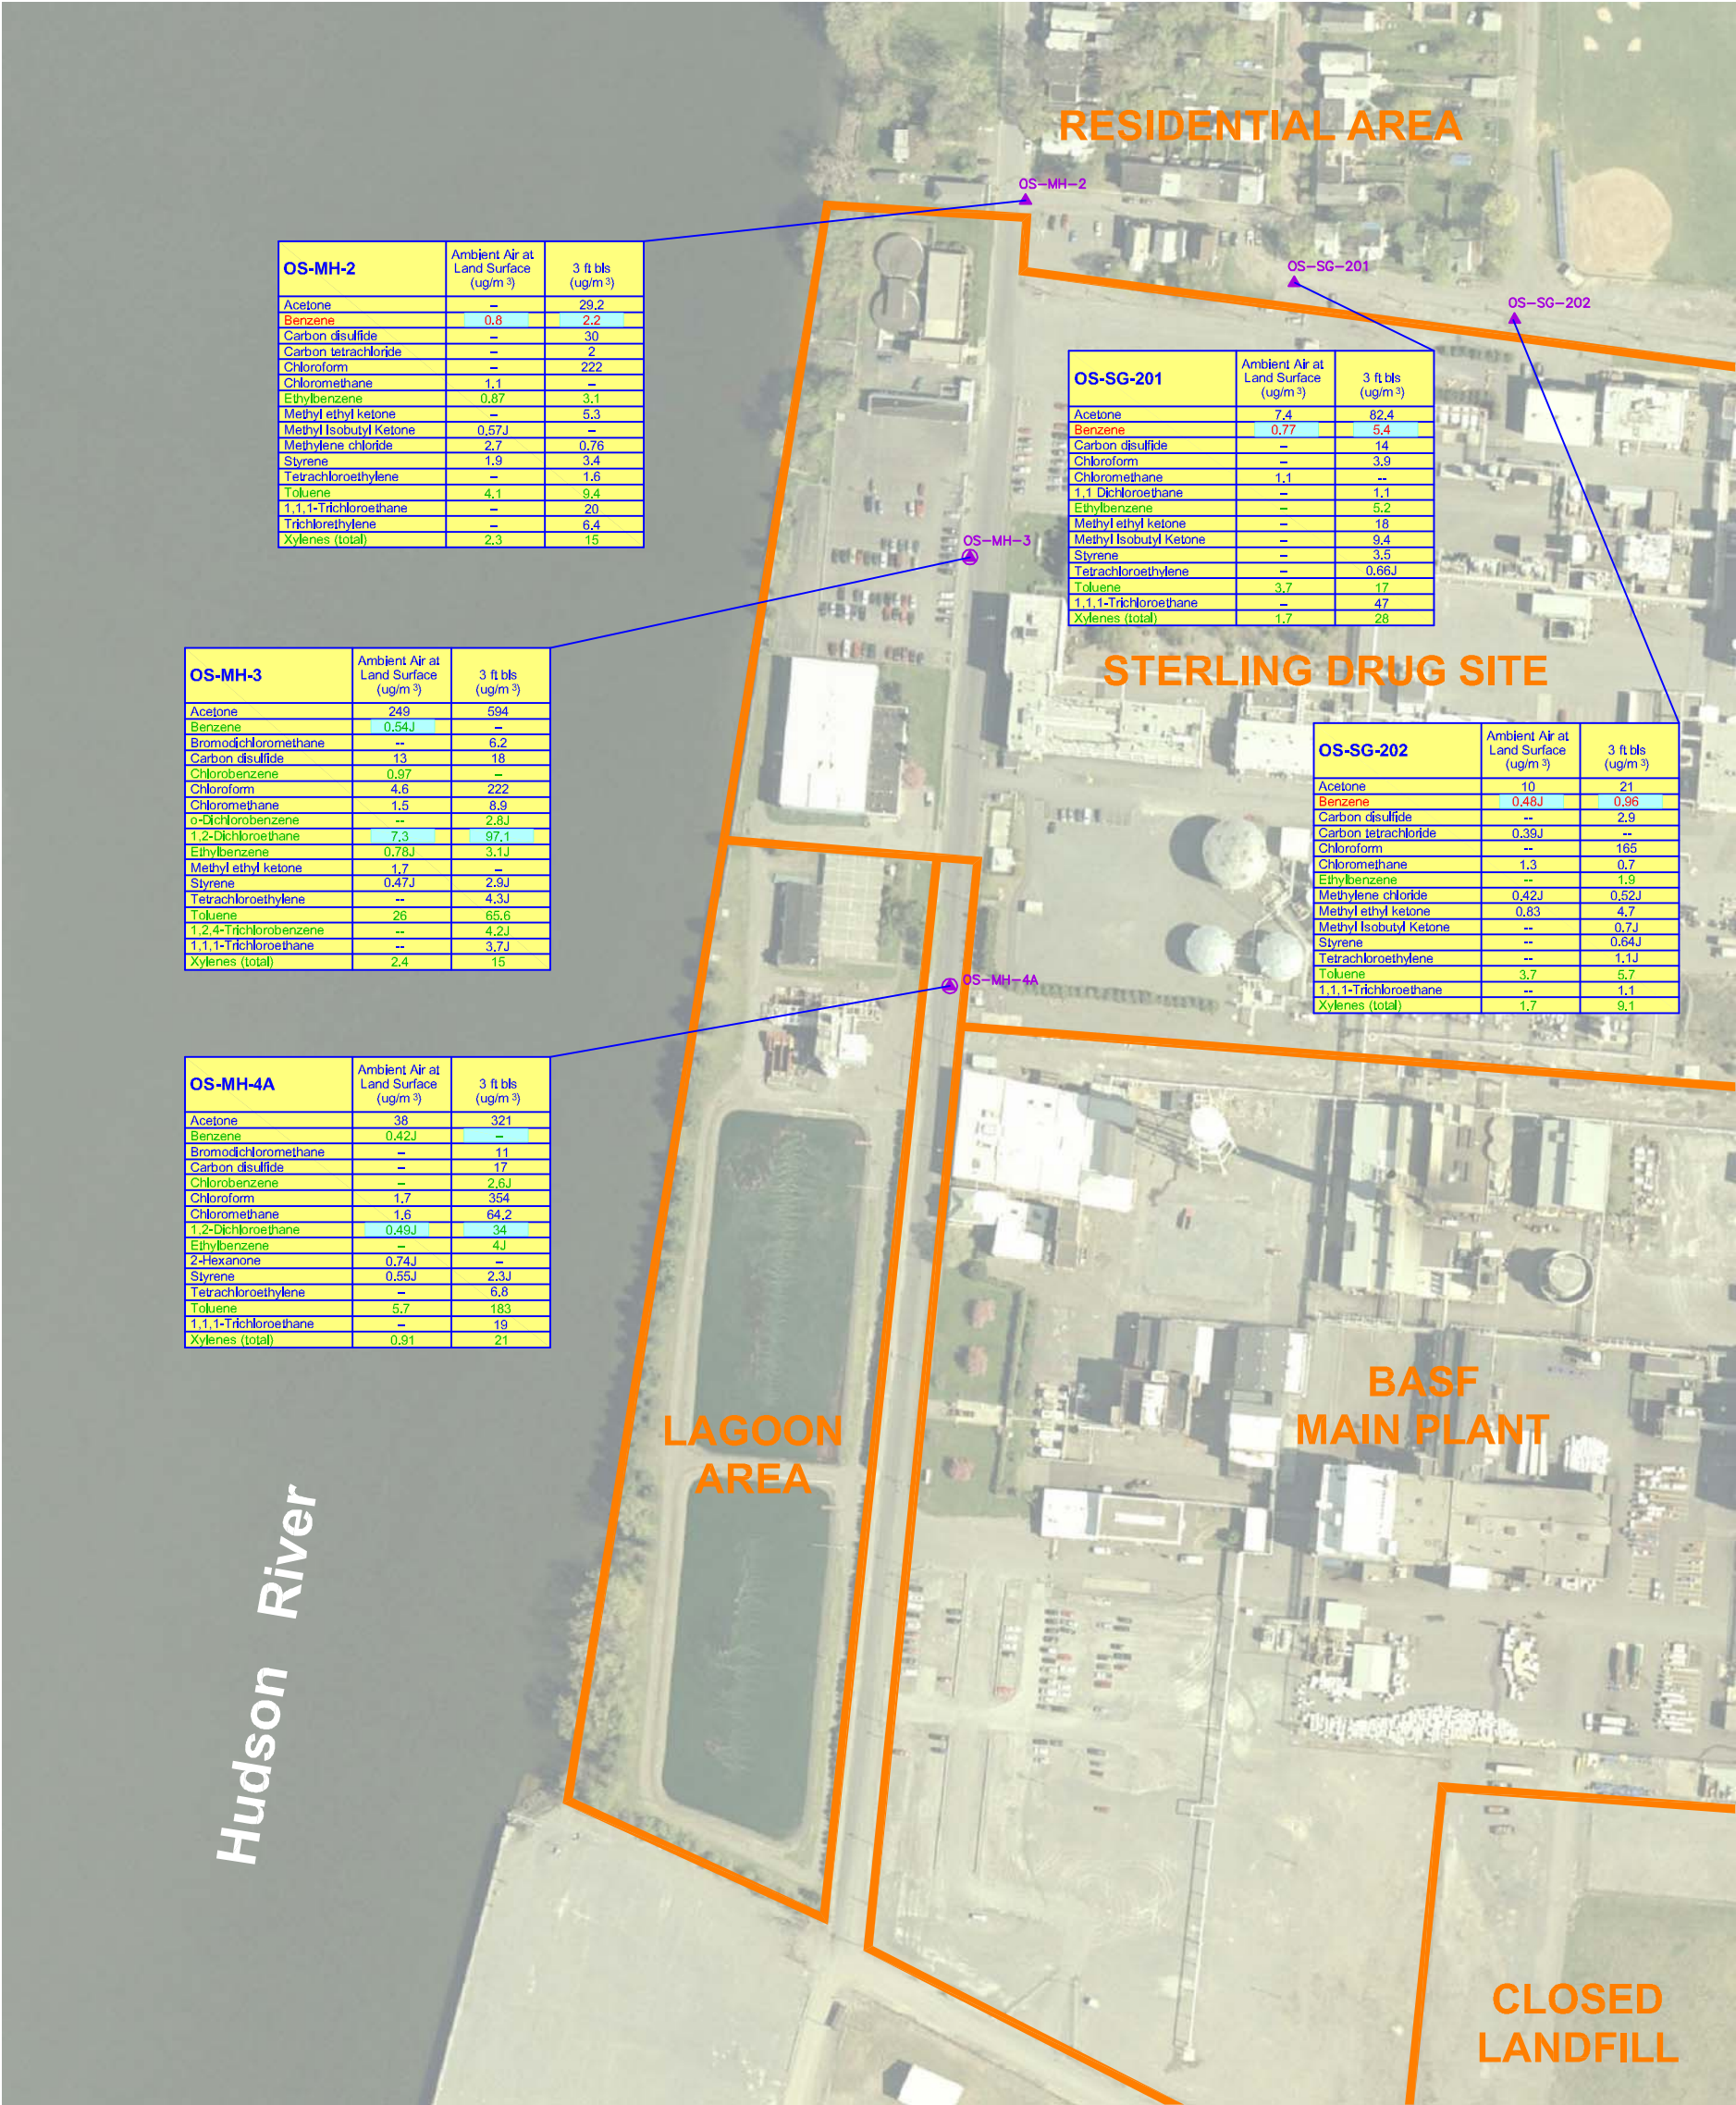 RESIDENTIAL AREA
OS-MH-2
OS-SG-201
OS-SG-202
OS-MH-2 Ambient Air at Land Surface (ug/m³) 3 ft bls (ug/m³)
Acetone – 29.2
Benzene 0.8 2.2
Carbon disulfide – 30
Carbon tetrachloride – 2
Chloroform – 222
Chloromethane 1.1 –
Ethylbenzene 0.87 3.1
Methyl ethyl ketone – 5.3
Methyl Isobutyl Ketone 0.57J –
Methylene chloride 2.7 0.76
Styrene 1.9 3.4
Tetrachloroethylene – 1.6
Toluene 4.1 9.4
1,1,1-Trichloroethane – 20
Trichlorethylene – 6.4
Xylenes (total) 2.3 15
OS-SG-201 Ambient Air at Land Surface (ug/m³) 3 ft bls (ug/m³)
Acetone 7.4 82.4
Benzene 0.77 5.4
Carbon disulfide – 14
Chloroform – 3.9
Chloromethane 1.1 --
1,1 Dichloroethane – 1.1
Ethylbenzene – 5.2
Methyl ethyl ketone – 18
Methyl Isobutyl Ketone – 9.4
Styrene – 3.5
Tetrachloroethylene – 0.66J
Toluene 3.7 17
1,1,1-Trichloroethane – 47
Xylenes (total) 1.7 28
OS-MH-3
STERLING DRUG SITE
OS-MH-3 Ambient Air at Land Surface (ug/m³) 3 ft bls (ug/m³)
Acetone 249 594
Benzene 0.54J –
Bromodichloromethane -- 6.2
Carbon disulfide 13 18
Chlorobenzene 0.97 –
Chloroform 4.6 222
Chloromethane 1.5 8.9
o-Dichlorobenzene -- 2.8J
1,2-Dichloroethane 7.3 97.1
Ethylbenzene 0.78J 3.1J
Methyl ethyl ketone 1.7 –
Styrene 0.47J 2.9J
Tetrachloroethylene -- 4.3J
Toluene 26 65.6
1,2,4-Trichlorobenzene -- 4.2J
1,1,1-Trichloroethane -- 3.7J
Xylenes (total) 2.4 15
OS-SG-202 Ambient Air at Land Surface (ug/m³) 3 ft bls (ug/m³)
Acetone 10 21
Benzene 0.48J 0.96
Carbon disulfide -- 2.9
Carbon tetrachloride 0.39J --
Chloroform -- 165
Chloromethane 1.3 0.7
Ethylbenzene -- 1.9
Methylene chloride 0.42J 0.52J
Methyl ethyl ketone 0.83 4.7
Methyl Isobutyl Ketone -- 0.7J
Styrene -- 0.64J
Tetrachloroethylene -- 1.1J
Toluene 3.7 5.7
1,1,1-Trichloroethane -- 1.1
Xylenes (total) 1.7 9.1
OS-MH-4A
OS-MH-4A Ambient Air at Land Surface (ug/m³) 3 ft bls (ug/m³)
Acetone 38 321
Benzene 0.42J –
Bromodichloromethane – 11
Carbon disulfide – 17
Chlorobenzene – 2.6J
Chloroform 1.7 354
Chloromethane 1.6 64.2
1,2-Dichloroethane 0.49J 34
Ethylbenzene – 4J
2-Hexanone 0.74J –
Styrene 0.55J 2.3J
Tetrachloroethylene – 6.8
Toluene 5.7 183
1,1,1-Trichloroethane – 19
Xylenes (total) 0.91 21
BASF
MAIN PLANT
LAGOON
AREA
Hudson River
CLOSED
LANDFILL